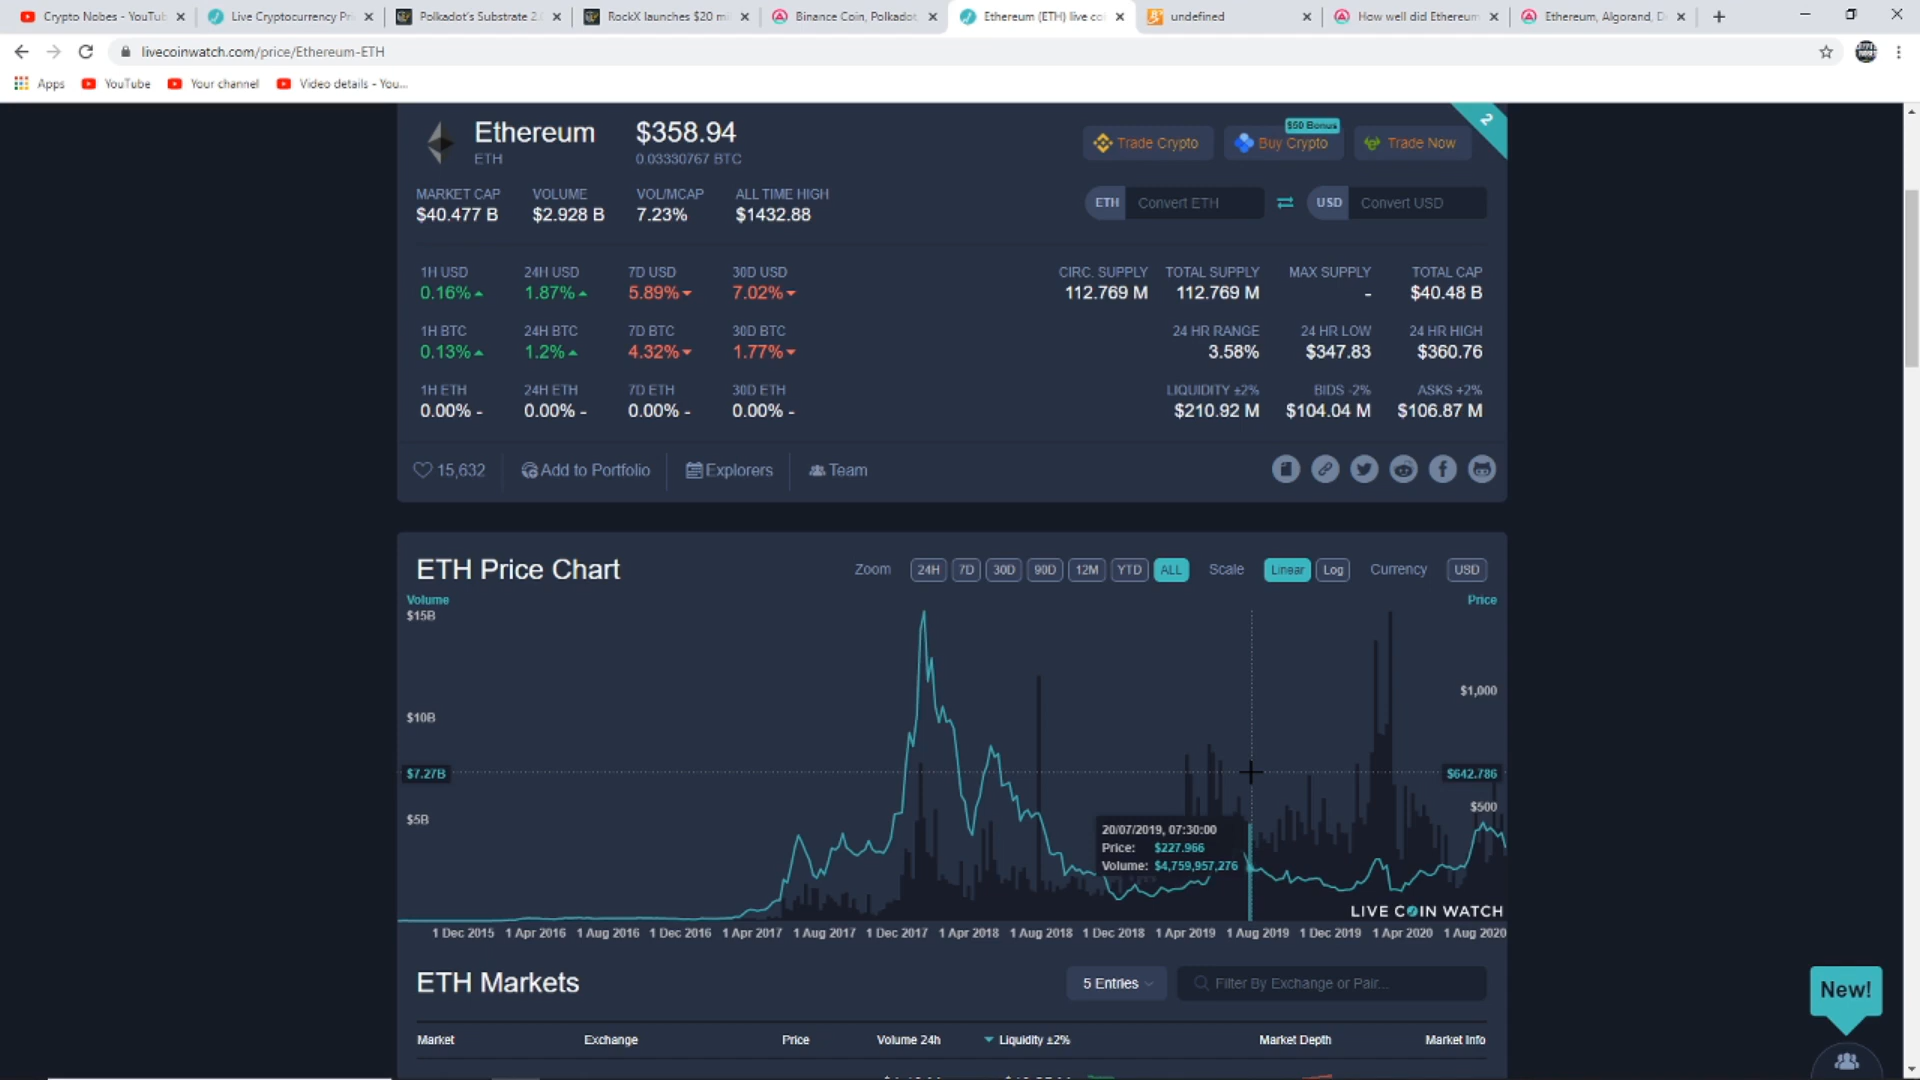 Crypto Nobes - YouTub
Live Cryptocurrency Pri
Polkadot's Substrate 2.
RockX launches $20 mi
Binance Coin, Polkadot
Ethereum (ETH) live co
undefined
How well did Ethereum
Ethereum, Algorand, D
livecoinwatch.com/price/Ethereum-ETH
Apps YouTube Your channel Video details - You...
Ethereum $358.94
ETH 0.03330767 BTC
$50 Bonus
Trade Crypto Buy Crypto Trade Now
2
MARKET CAP VOLUME VOL/MCAP ALL TIME HIGH
$40.477 B $2.928 B 7.23% $1432.88
ETH Convert ETH USD Convert USD
1H USD 24H USD 7D USD 30D USD
0.16% 1.87% 5.89% 7.02%
1H BTC 24H BTC 7D BTC 30D BTC
0.13% 1.2% 4.32% 1.77%
1H ETH 24H ETH 7D ETH 30D ETH
0.00% - 0.00% - 0.00% - 0.00% -
CIRC. SUPPLY TOTAL SUPPLY MAX SUPPLY TOTAL CAP
112.769 M 112.769 M - $40.48 B
24 HR RANGE 24 HR LOW 24 HR HIGH
3.58% $347.83 $360.76
LIQUIDITY ±2% BIDS -2% ASKS +2%
$210.92 M $104.04 M $106.87 M
15,632 Add to Portfolio Explorers Team
ETH Price Chart
Zoom 24H 7D 30D 90D 12M YTD ALL Scale Linear Log Currency USD
Volume Price
$15B
$1,000
$10B
$7.27B $642.786
$500
$5B
20/07/2019, 07:30:00
Price: $227.966
Volume: $4,759,957,276
LIVE COIN WATCH
1 Dec 2015 1 Apr 2016 1 Aug 2016 1 Dec 2016 1 Apr 2017 1 Aug 2017 1 Dec 2017 1 Apr 2018 1 Aug 2018 1 Dec 2018 1 Apr 2019 1 Aug 2019 1 Dec 2019 1 Apr 2020 1 Aug 2020
ETH Markets
5 Entries Filter By Exchange or Pair...
New!
Market Exchange Price Volume 24h Liquidity ±2% Market Depth Market Info